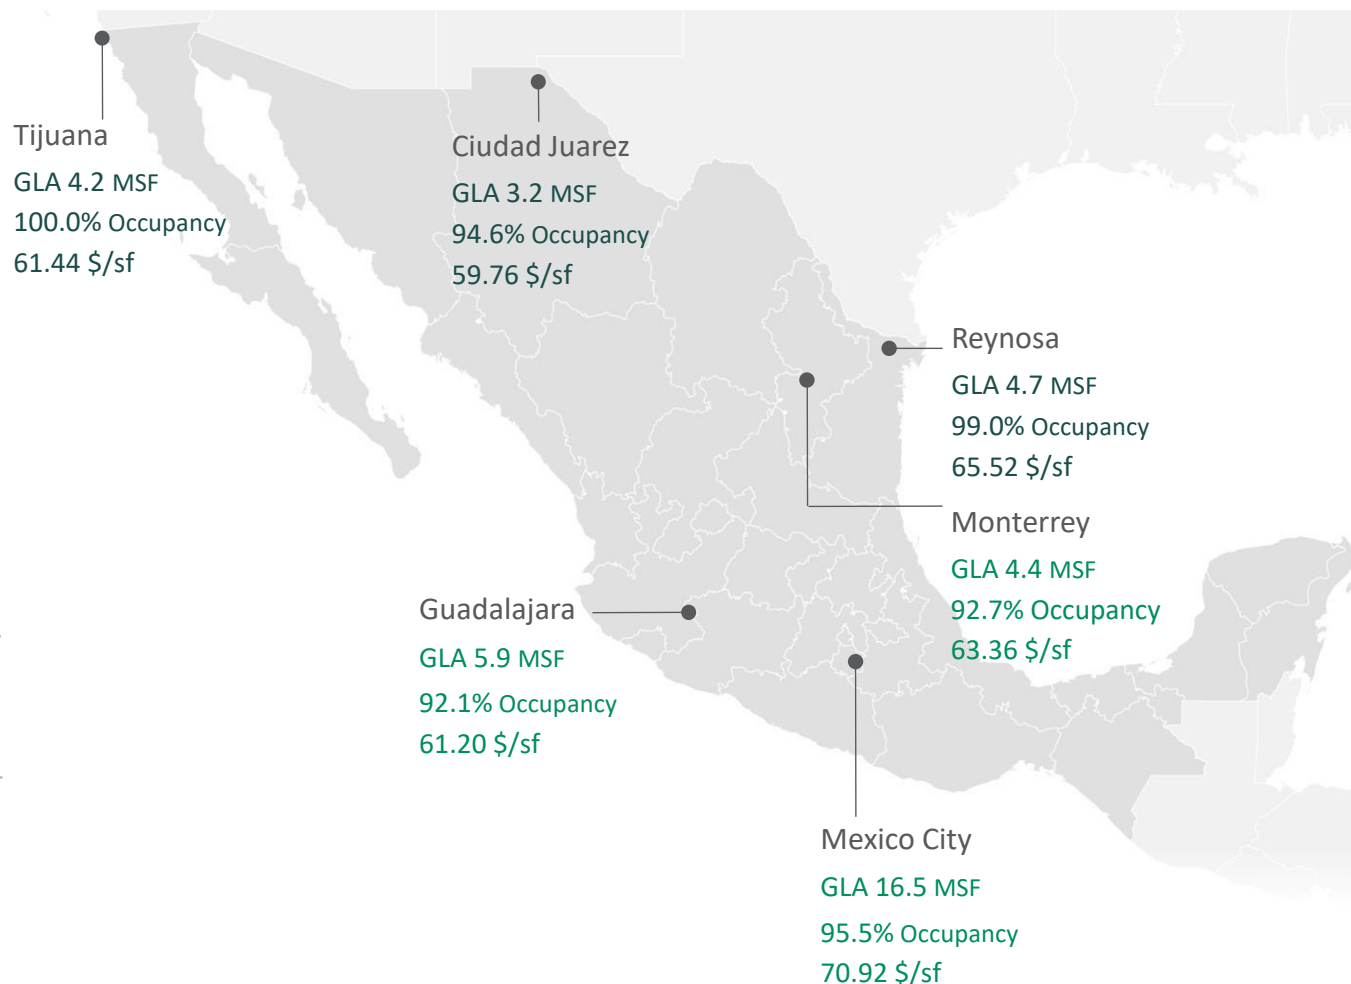 Tijuana
GLA 4.2 MSF
100.0% Occupancy
61.44 $/sf
Ciudad Juarez
GLA 3.2 MSF
94.6% Occupancy
59.76 $/sf
Reynosa
GLA 4.7 MSF
99.0% Occupancy
65.52 $/sf
Monterrey
GLA 4.4 MSF
92.7% Occupancy
63.36 $/sf
Guadalajara
GLA 5.9 MSF
92.1% Occupancy
61.20 $/sf
Mexico City
GLA 16.5 MSF
95.5% Occupancy
70.92 $/sf